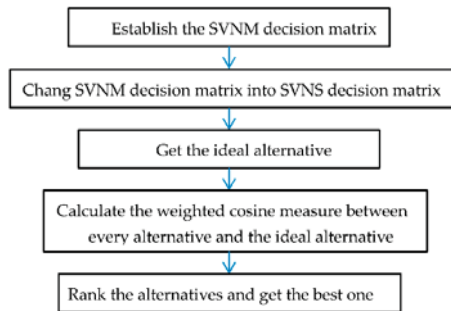 Establish the SVNM decision matrix
Chang SVNM decision matrix into SVNS decision matrix
Get the ideal alternative
Calculate the weighted cosine measure between
every alternative and the ideal alternative
Rank the alternatives and get the best one